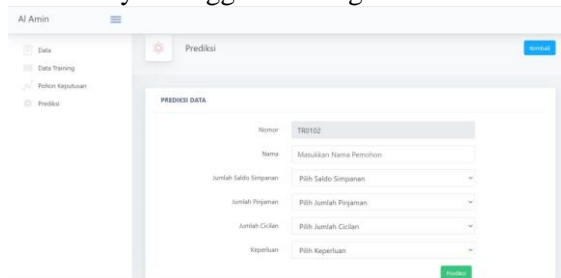 Al Amin
Data
Data Training
Pohon Keputusan
Prediksi
Prediksi
Kembali
PREDIKSI DATA
Nomor TR0102
Nama Masukkan Nama Pemohon
Jumlah Saldo Simpanan Pilih Saldo Simpanan
Jumlah Pinjaman Pilih Jumlah Pinjaman
Jumlah Cicilan Pilih Jumlah Cicilan
Keperluan Pilih Keperluan
Prediksi